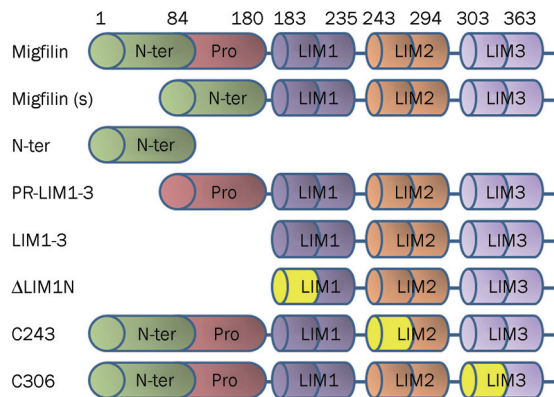 1 84 180 183 235 243 294 303 363
Migfilin N-ter Pro LIM1 LIM2 LIM3
Migfilin (s) N-ter LIM1 LIM2 LIM3
N-ter N-ter
PR-LIM1-3 Pro LIM1 LIM2 LIM3
LIM1-3 LIM1 LIM2 LIM3
ΔLIM1N LIM1 LIM2 LIM3
C243 N-ter Pro LIM1 LIM2 LIM3
C306 N-ter Pro LIM1 LIM2 LIM3